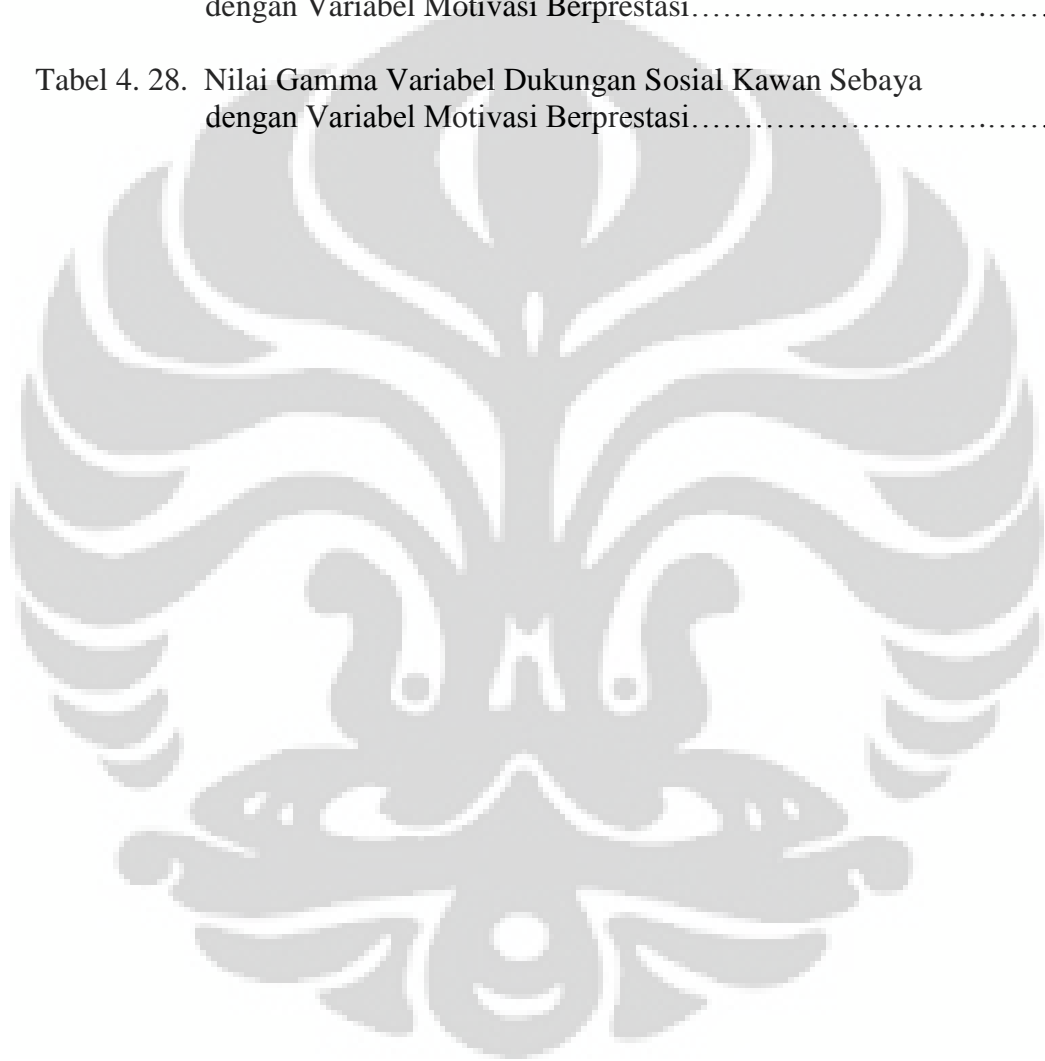 dengan Variabel Motivasi Berprestasi……………………….……
Tabel 4. 28. Nilai Gamma Variabel Dukungan Sosial Kawan Sebaya
dengan Variabel Motivasi Berprestasi……………………….……